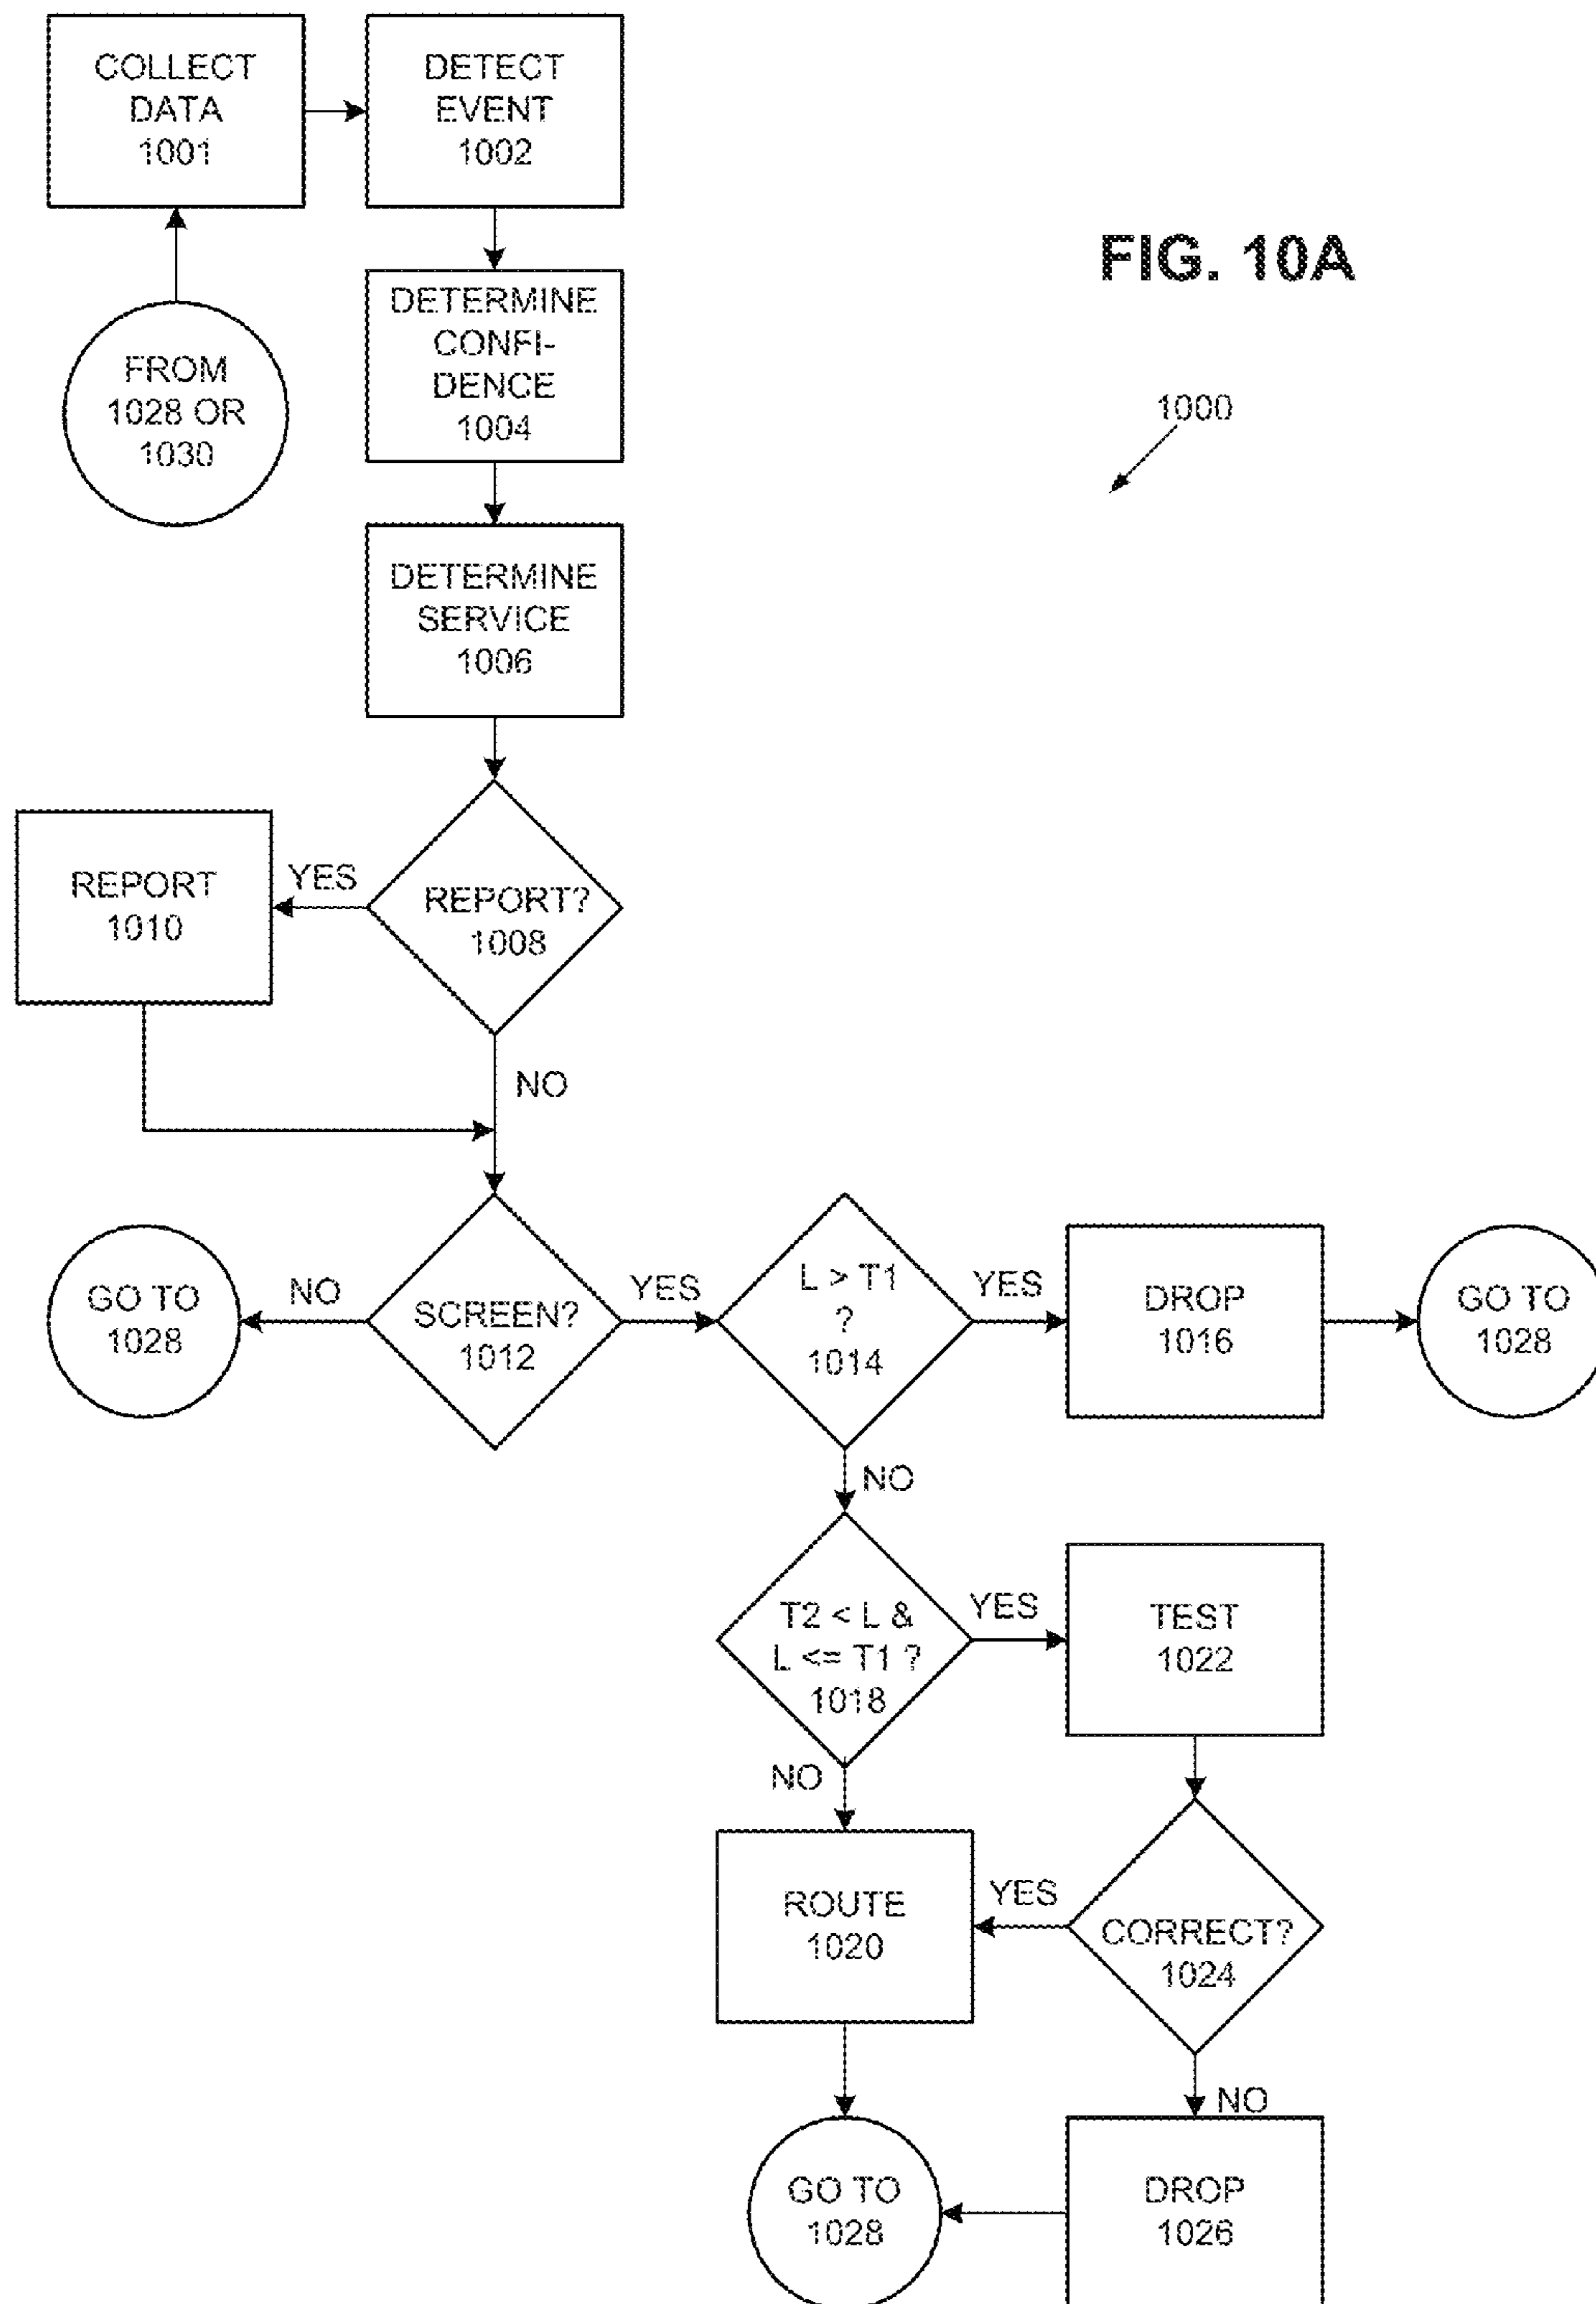 COLLECT
DATA
1001
DETECT
EVENT
1002
FIG. 10A
DETERMINE
CONFI-
DENCE
1004
FROM
1028 OR
1030
1000
DETERMINE
SERVICE
1006
REPORT
1010
YES
REPORT?
1008
NO
GO TO
1028
NO
SCREEN?
1012
YES
L > T1
?
1014
YES
DROP
1016
GO TO
1028
NO
T2 < L &
L <= T1 ?
1018
YES
TEST
1022
NO
ROUTE
1020
YES
CORRECT?
1024
NO
GO TO
1028
DROP
1026